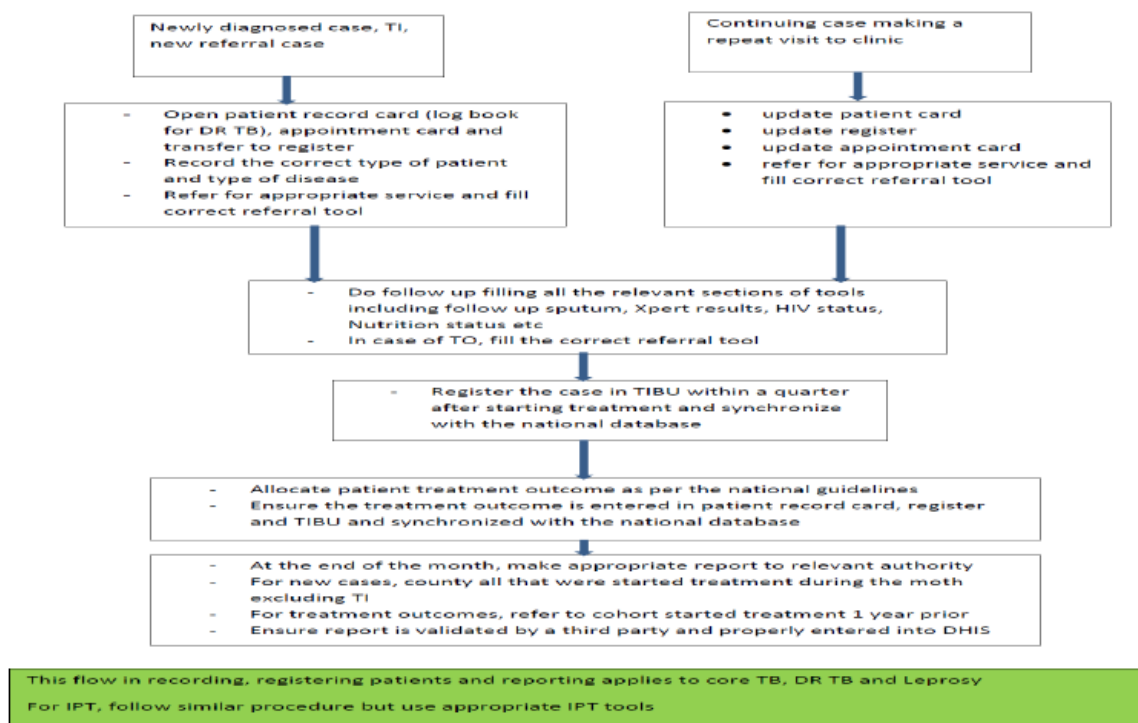 Newly diagnosed case, TI,
new referral case
Continuing case making a
repeat visit to clinic
- Open patient record card (log book
for DR TB), appointment card and
transfer to register
- Record the correct type of patient
and type of disease
- Refer for appropriate service and fill
correct referral tool
• update patient card
• update register
• update appointment card
• refer for appropriate service and
fill correct referral tool
- Do follow up filling all the relevant sections of tools
including follow up sputum, Xpert results, HIV status,
Nutrition status etc
- In case of TO, fill the correct referral tool
- Register the case in TIBU within a quarter
after starting treatment and synchronize
with the national database
- Allocate patient treatment outcome as per the national guidelines
- Ensure the treatment outcome is entered in patient record card, register
and TIBU and synchronized with the national database
- At the end of the month, make appropriate report to relevant authority
- For new cases, county all that were started treatment during the moth
excluding TI
- For treatment outcomes, refer to cohort started treatment 1 year prior
- Ensure report is validated by a third party and properly entered into DHIS
This flow in recording, registering patients and reporting applies to core TB, DR TB and Leprosy
For IPT, follow similar procedure but use appropriate IPT tools